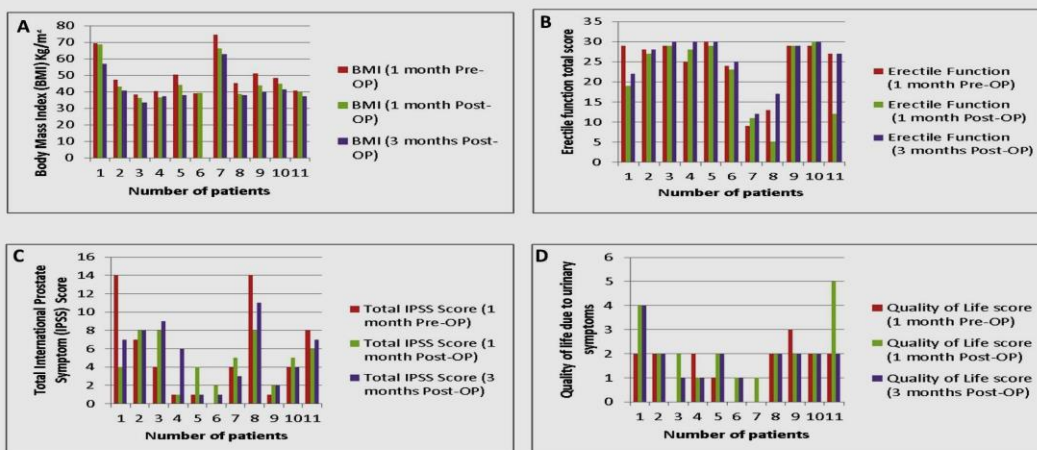 A
Body Mass Index (BMI) Kg/m²
80
70
60
50
40
30
20
10
0
1 2 3 4 5 6 7 8 9 1011
Number of patients
BMI (1 month Pre-
OP)
BMI (1 month Post-
OP)
BMI (3 months Post-
OP)
B
Erectile function total score
35
30
25
20
15
10
5
0
1 2 3 4 5 6 7 8 9 10 11
Number of patients
Erectile Function
(1 month Pre-OP)
Erectile Function
(1 month Post-OP)
Erectile Function
(3 months Post-OP)
C
Total International Prostate
Symptom (IPSS) Score
16
14
12
10
8
6
4
2
0
1 2 3 4 5 6 7 8 9 10 11
Number of patients
Total IPSS Score (1
month Pre-OP)
Total IPSS Score (1
month Post-OP)
Total IPSS Score (3
months Post-OP)
D
Quality of life due to urinary
symptoms
6
5
4
3
2
1
0
1 2 3 4 5 6 7 8 9 1011
Number of patients
Quality of Life score
(1 month Pre-OP)
Quality of Life score
(1 month Post-OP)
Quality of Life score
(3 months Post-OP)